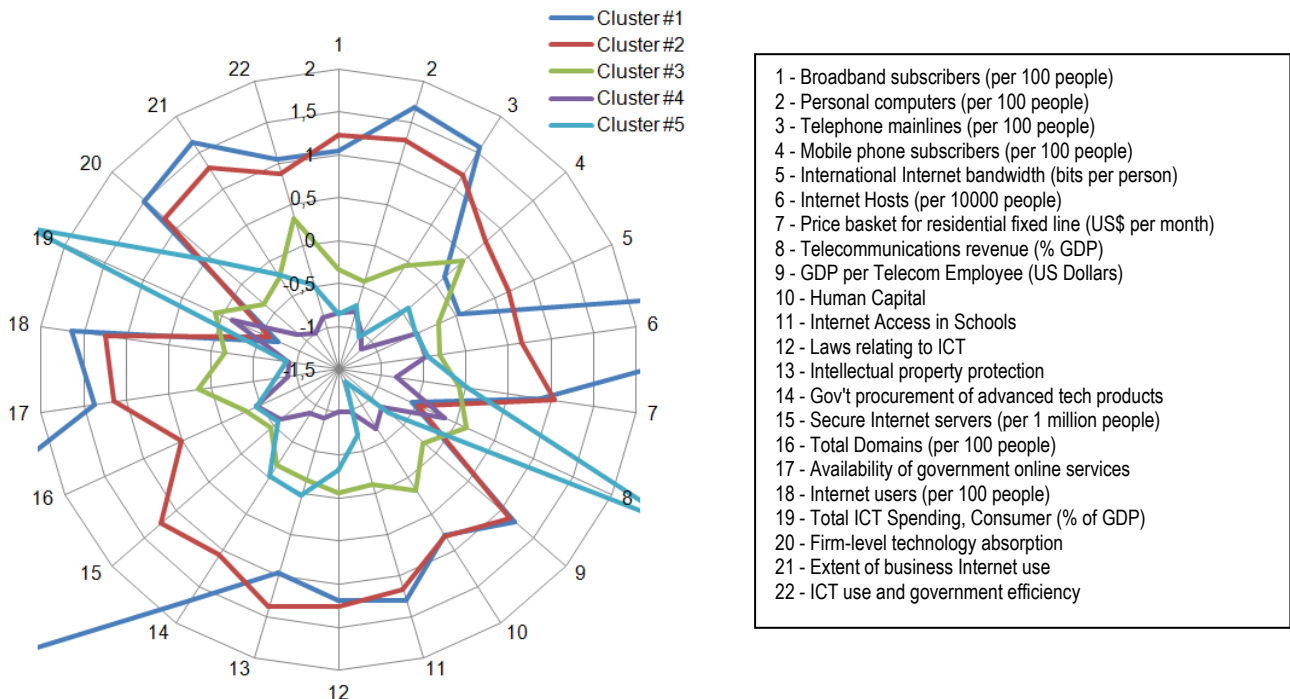 Cluster #1
Cluster #2
Cluster #3
Cluster #4
Cluster #5
1
2
3
4
5
6
7
8
9
10
11
12
13
14
15
16
17
18
19
20
21
22
2
1,5
1
0,5
0
-0,5
-1
-1,5
1 - Broadband subscribers (per 100 people)
2 - Personal computers (per 100 people)
3 - Telephone mainlines (per 100 people)
4 - Mobile phone subscribers (per 100 people)
5 - International Internet bandwidth (bits per person)
6 - Internet Hosts (per 10000 people)
7 - Price basket for residential fixed line (US$ per month)
8 - Telecommunications revenue (% GDP)
9 - GDP per Telecom Employee (US Dollars)
10 - Human Capital
11 - Internet Access in Schools
12 - Laws relating to ICT
13 - Intellectual property protection
14 - Gov't procurement of advanced tech products
15 - Secure Internet servers (per 1 million people)
16 - Total Domains (per 100 people)
17 - Availability of government online services
18 - Internet users (per 100 people)
19 - Total ICT Spending, Consumer (% of GDP)
20 - Firm-level technology absorption
21 - Extent of business Internet use
22 - ICT use and government efficiency